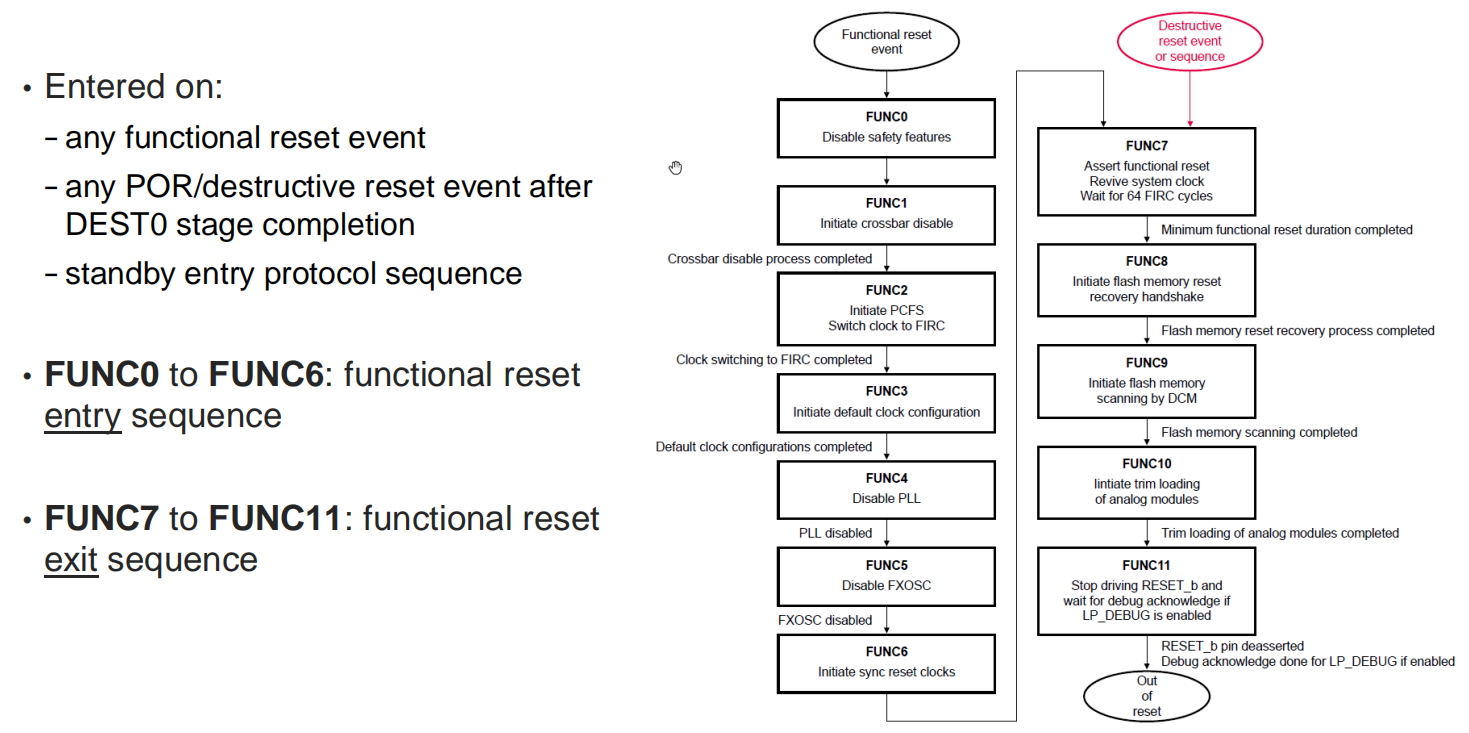 • Entered on:
– any functional reset event
– any POR/destructive reset event after
DEST0 stage completion
– standby entry protocol sequence
• FUNC0 to FUNC6: functional reset
entry sequence
• FUNC7 to FUNC11: functional reset
exit sequence
Functional reset
event
FUNC0
Disable safety features
FUNC1
Initiate crossbar disable
Crossbar disable process completed
FUNC2
Initiate PCFS
Switch clock to FIRC
Clock switching to FIRC completed
FUNC3
Initiate default clock configuration
Default clock configurations completed
FUNC4
Disable PLL
PLL disabled
FUNC5
Disable FXOSC
FXOSC disabled
FUNC6
Initiate sync reset clocks
Destructive
reset event
or sequence
FUNC7
Assert functional reset
Revive system clock
Wait for 64 FIRC cycles
Minimum functional reset duration completed
FUNC8
Initiate flash memory reset
recovery handshake
Flash memory reset recovery process completed
FUNC9
Initiate flash memory
scanning by DCM
Flash memory scanning completed
FUNC10
Iintiate trim loading
of analog modules
Trim loading of analog modules completed
FUNC11
Stop driving RESET_b and
wait for debug acknowledge if
LP_DEBUG is enabled
RESET_b pin deasserted
Debug acknowledge done for LP_DEBUG if enabled
Out
of
reset